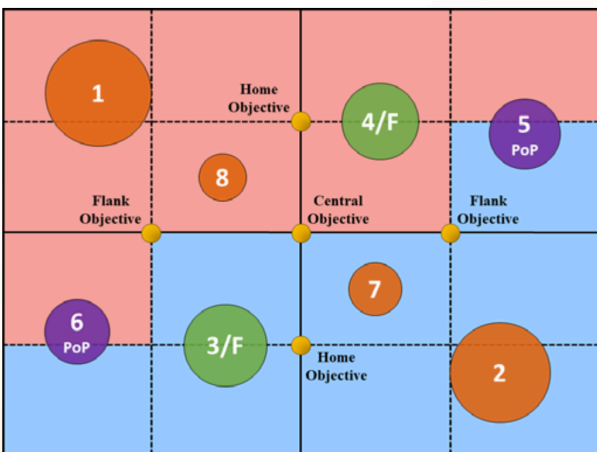 1
Home
Objective
4/F
5
PoP
8
Flank
Objective
Central
Objective
Flank
Objective
7
6
PoP
3/F
Home
Objective
2